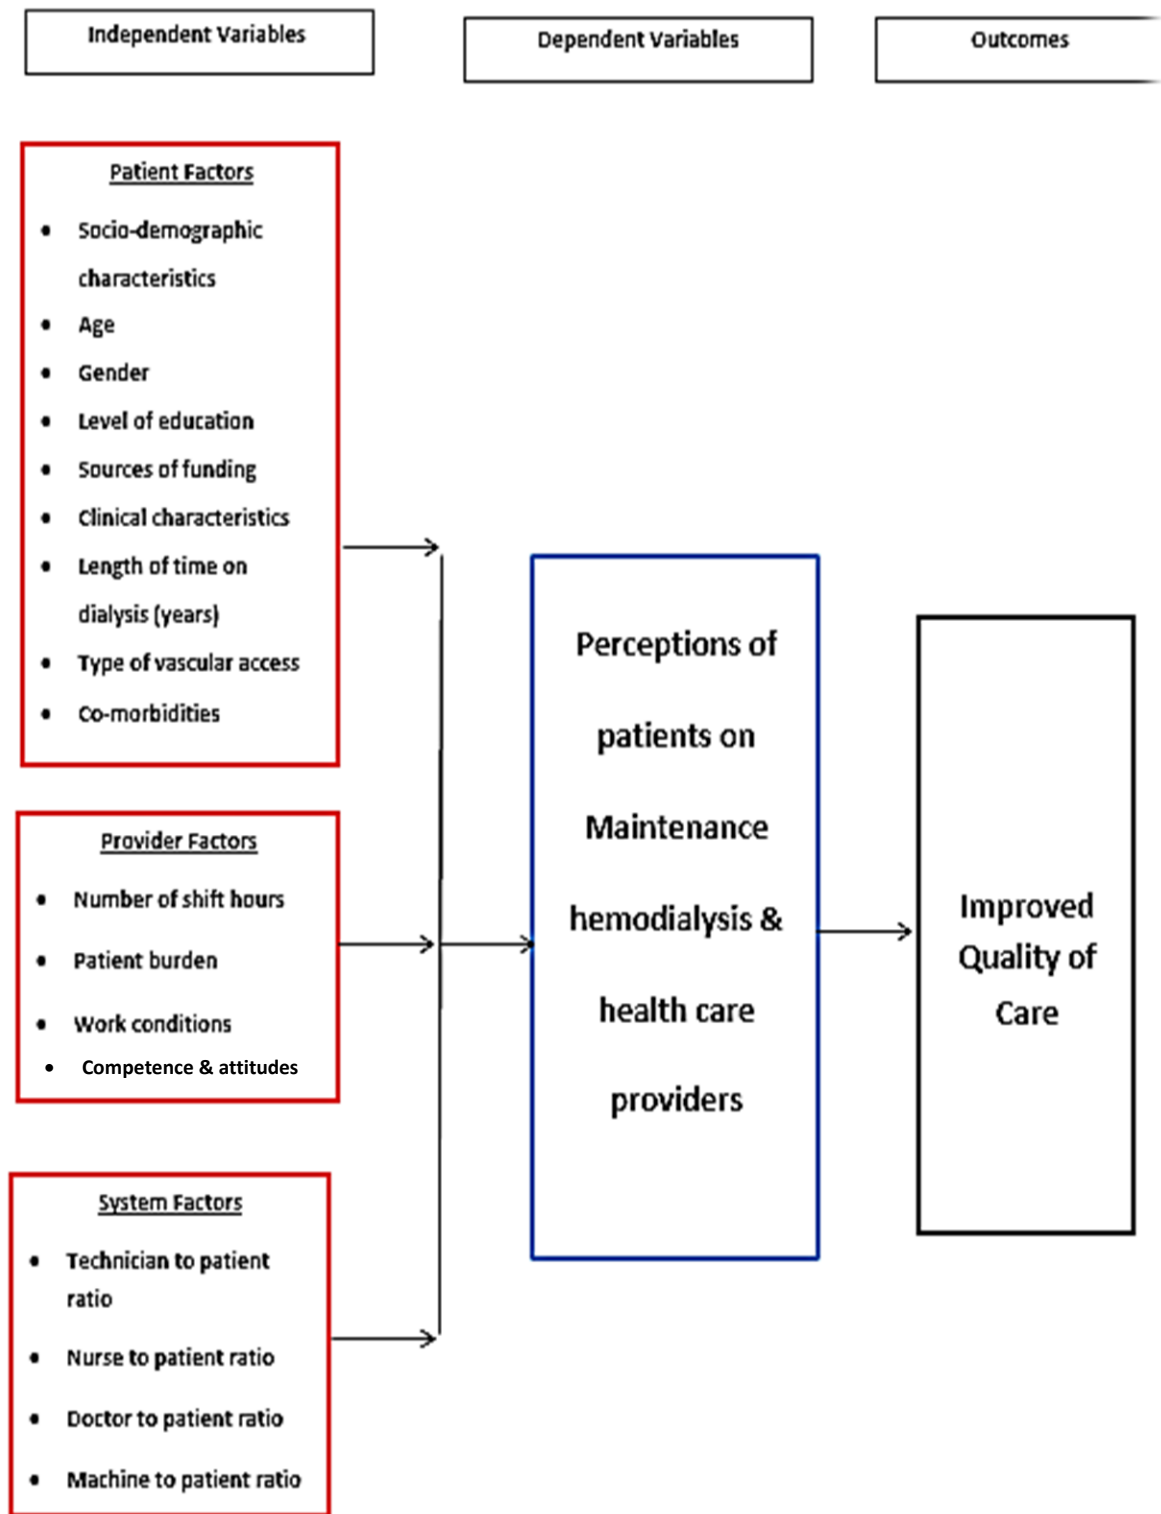 Independent Variables
Dependent Variables
Outcomes
Patient Factors
• Socio-demographic
characteristics
• Age
• Gender
• Level of education
• Sources of funding
• Clinical characteristics
• Length of time on
dialysis (years)
• Type of vascular access
• Co-morbidities
Provider Factors
• Number of shift hours
• Patient burden
• Work conditions
• Competence & attitudes
System Factors
• Technician to patient
ratio
• Nurse to patient ratio
• Doctor to patient ratio
• Machine to patient ratio
Perceptions of
patients on
Maintenance
hemodialysis &
health care
providers
Improved
Quality of
Care